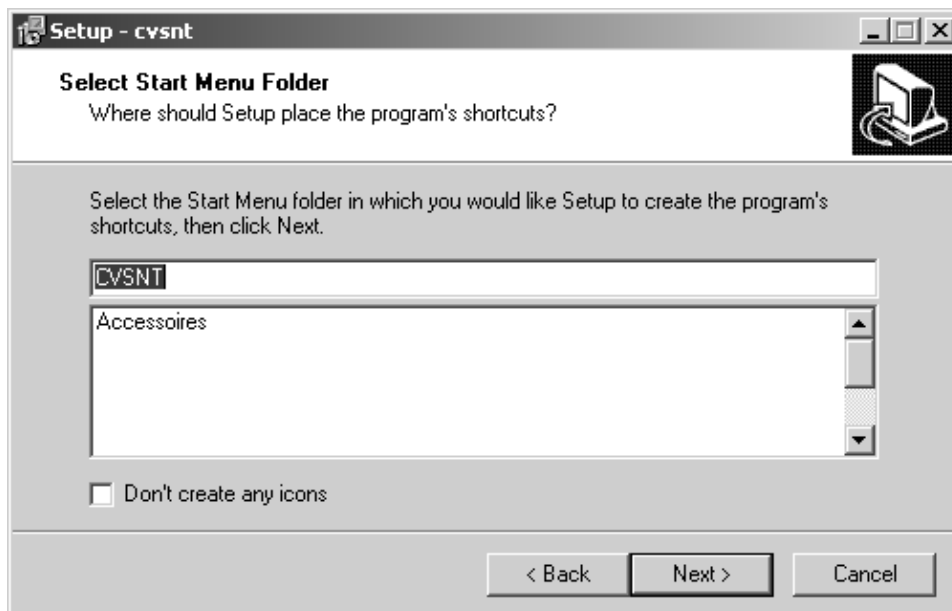 Setup - cvsnt
Select Start Menu Folder
Where should Setup place the program's shortcuts?
Select the Start Menu folder in which you would like Setup to create the program's
shortcuts, then click Next.
CVSNT
Accessoires
Don't create any icons
< Back
Next >
Cancel